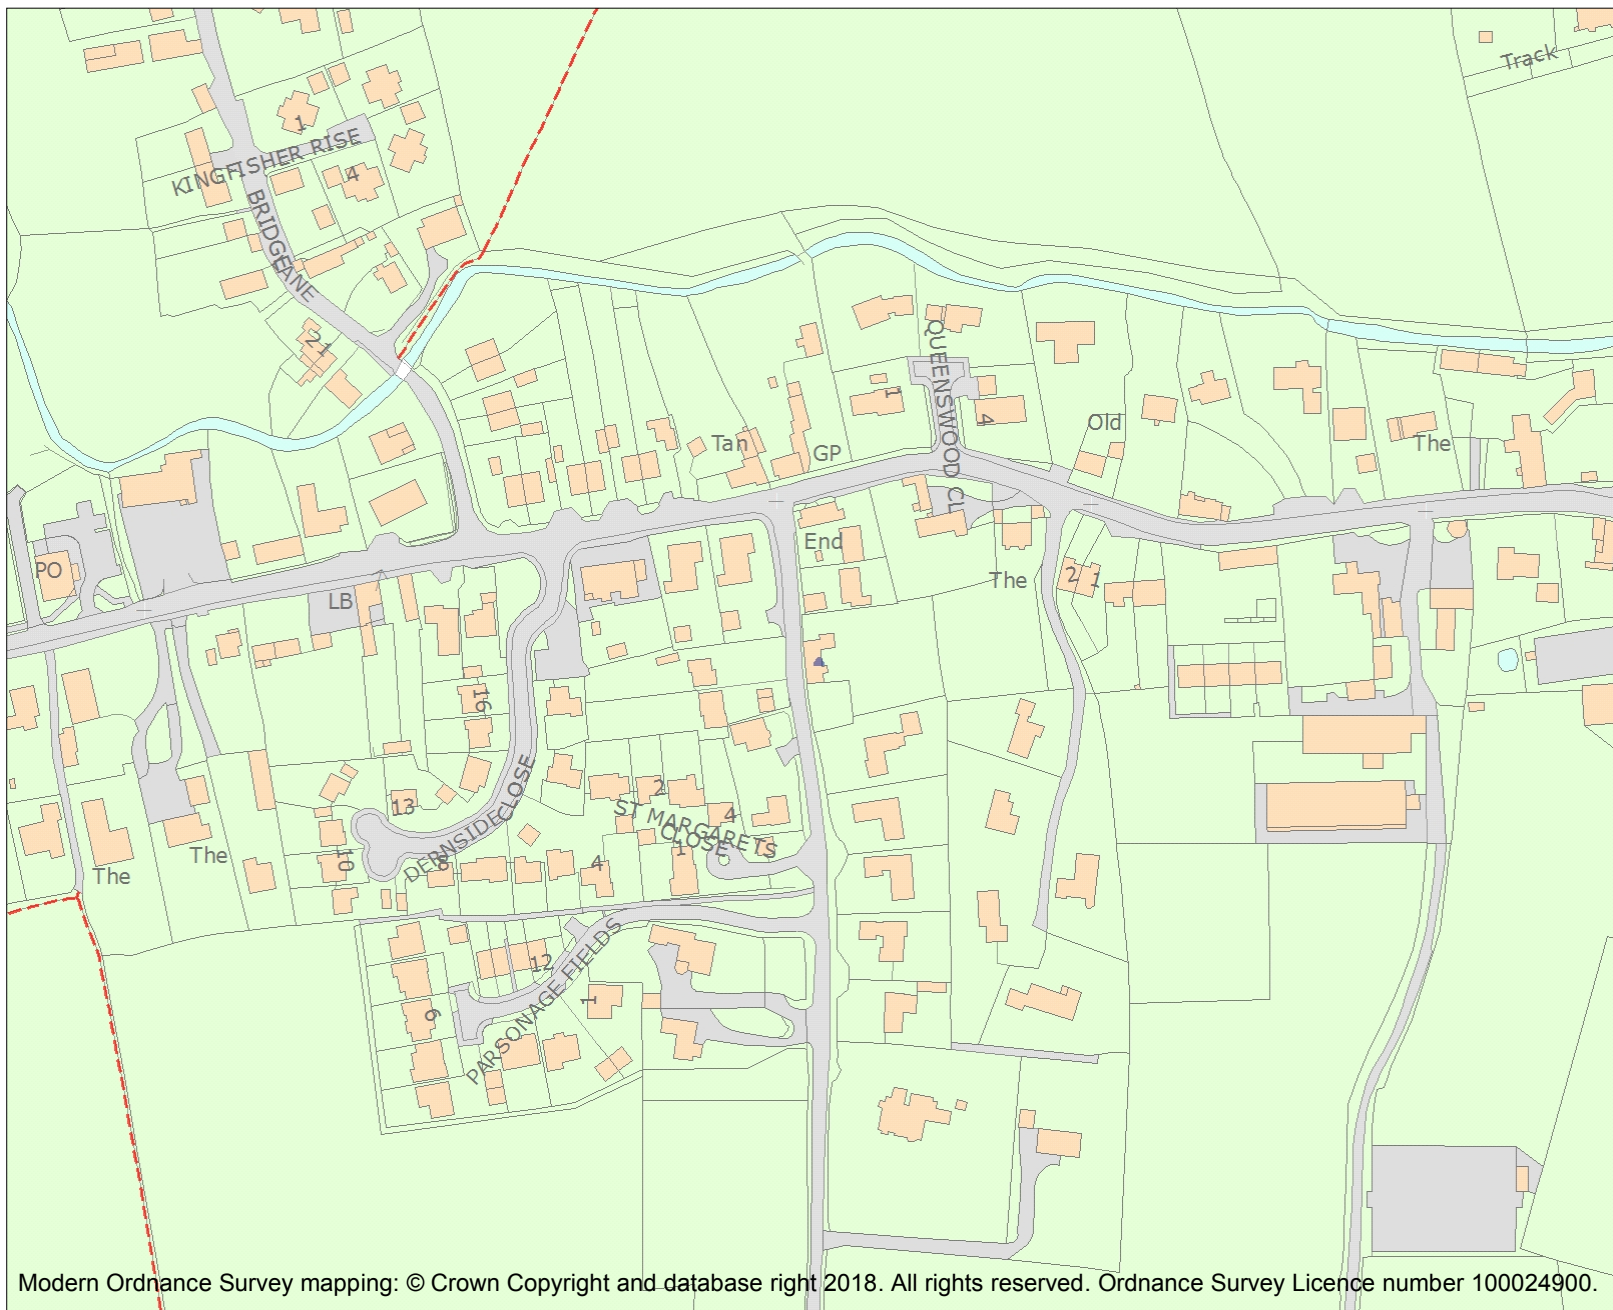 Track
1
KINGFISHER RISE
4
BRIDGE LANE
21
QUEENSWOOD CL
1
4
Old
Tan
GP
The
End
PO
LB
The
2
1
16
13
2
ST MARGARETS
CLOSE
4
1
DERNSIDE CLOSE
10
8
4
The
The
12
PARSONAGE FIELDS
1
6
Modern Ordnance Survey mapping: © Crown Copyright and database right 2018. All rights reserved. Ordnance Survey Licence number 100024900.